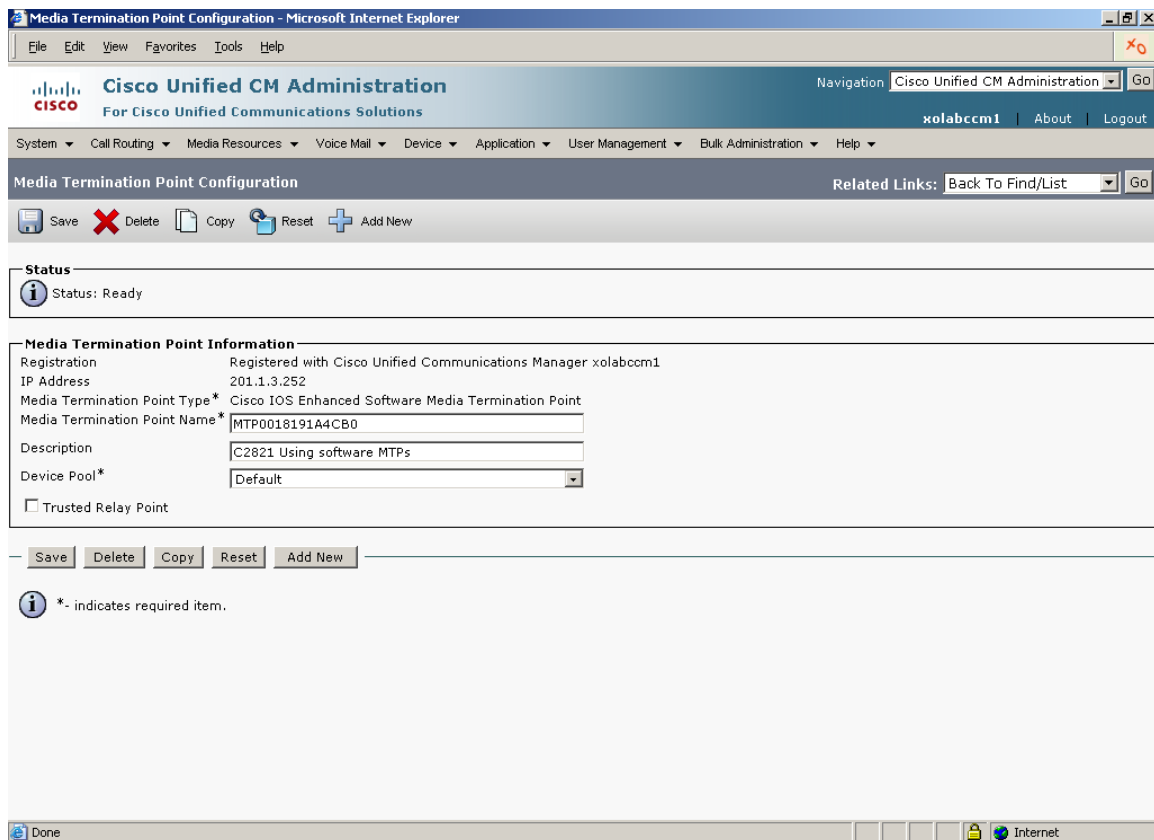 Media Termination Point Configuration - Microsoft Internet Explorer
File Edit View Favorites Tools Help
CISCO
Cisco Unified CM Administration
For Cisco Unified Communications Solutions
Navigation Cisco Unified CM Administration Go
xolabccm1 | About | Logout
System Call Routing Media Resources Voice Mail Device Application User Management Bulk Administration Help
Media Termination Point Configuration
Related Links: Back To Find/List Go
Save Delete Copy Reset Add New
Status
Status: Ready
Media Termination Point Information
Registration Registered with Cisco Unified Communications Manager xolabccm1
IP Address 201.1.3.252
Media Termination Point Type* Cisco IOS Enhanced Software Media Termination Point
Media Termination Point Name* MTP0018191A4CB0
Description C2821 Using software MTPs
Device Pool* Default
Trusted Relay Point
Save Delete Copy Reset Add New
*- indicates required item.
Done Internet